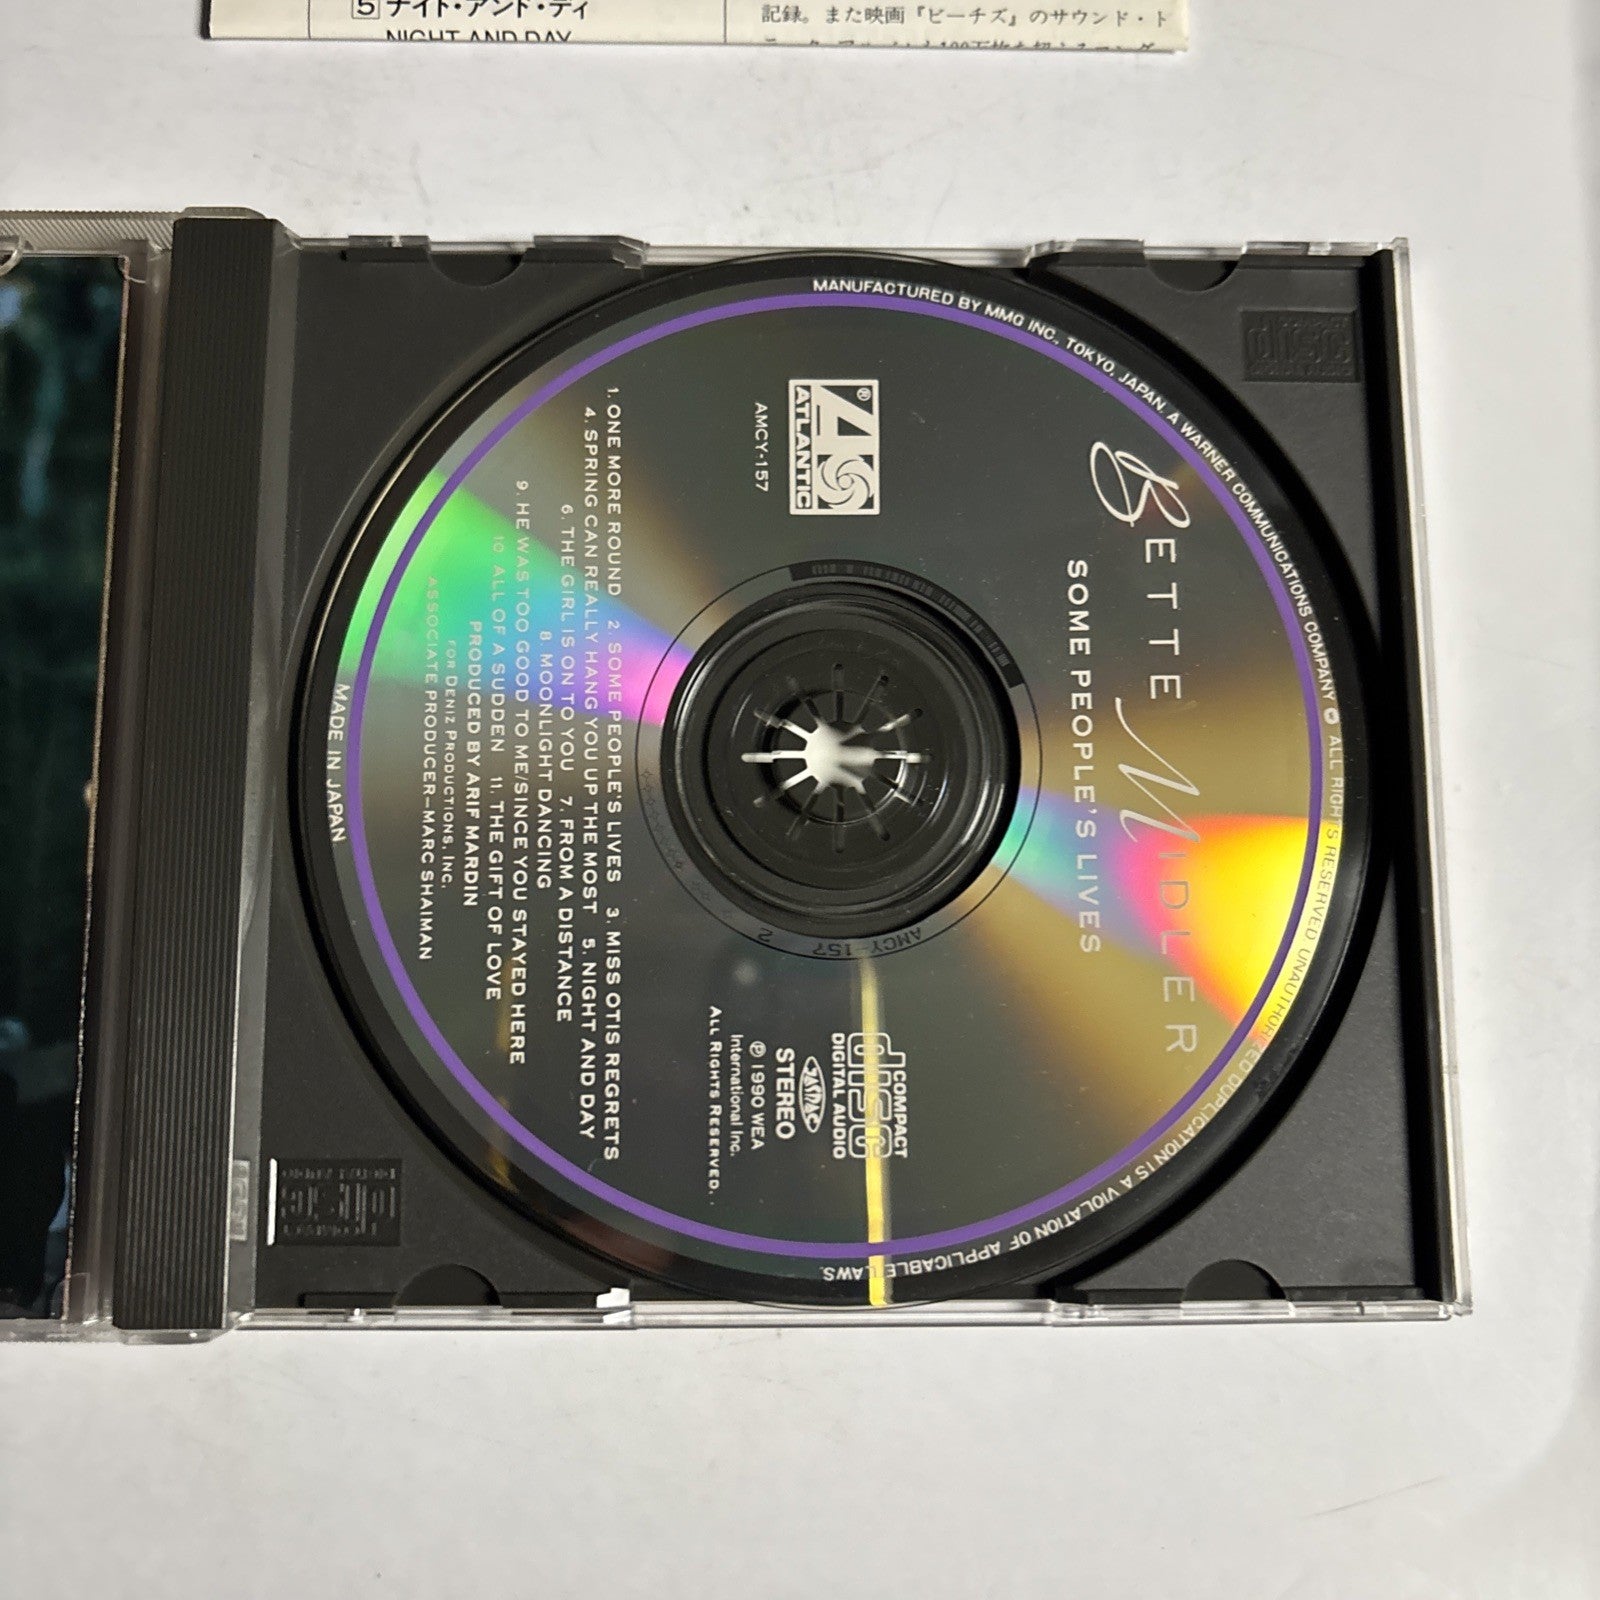 5 ナイト・アンド・デイ
NIGHT AND DAY
記録。また映画『ビーチズ』のサウンド・ト
MANUFACTURED BY MMG INC., TOKYO, JAPAN. A WARNER COMMUNICATIONS COMPANY ALL RIGHTS RESERVED UNAUTHORIZED DUPLICATION IS A VIOLATION OF APPLICABLE LAWS.
BETTE MIDLER
SOME PEOPLE'S LIVES
ATLANTIC
®
AMCY-157
COMPACT
disc
DIGITAL AUDIO
JASRAC
STEREO
℗ 1990 WEA
International Inc.
ALL RIGHTS RESERVED.
AMCY-157 2
1. ONE MORE ROUND 2. SOME PEOPLE'S LIVES 3. MISS OTIS REGRETS
4. SPRING CAN REALLY HANG YOU UP THE MOST 5. NIGHT AND DAY
6. THE GIRL IS ON TO YOU 7. FROM A DISTANCE
8 MOONLIGHT DANCING
9. HE WAS TOO GOOD TO ME/SINCE YOU STAYED HERE
10 ALL OF A SUDDEN 11. THE GIFT OF LOVE
PRODUCED BY ARIF MARDIN
FOR DENIZ PRODUCTIONS, INC.
ASSOCIATE PRODUCER—MARC SHAIMAN
MADE IN JAPAN
COMPACT
disc
DIGITAL AUDIO